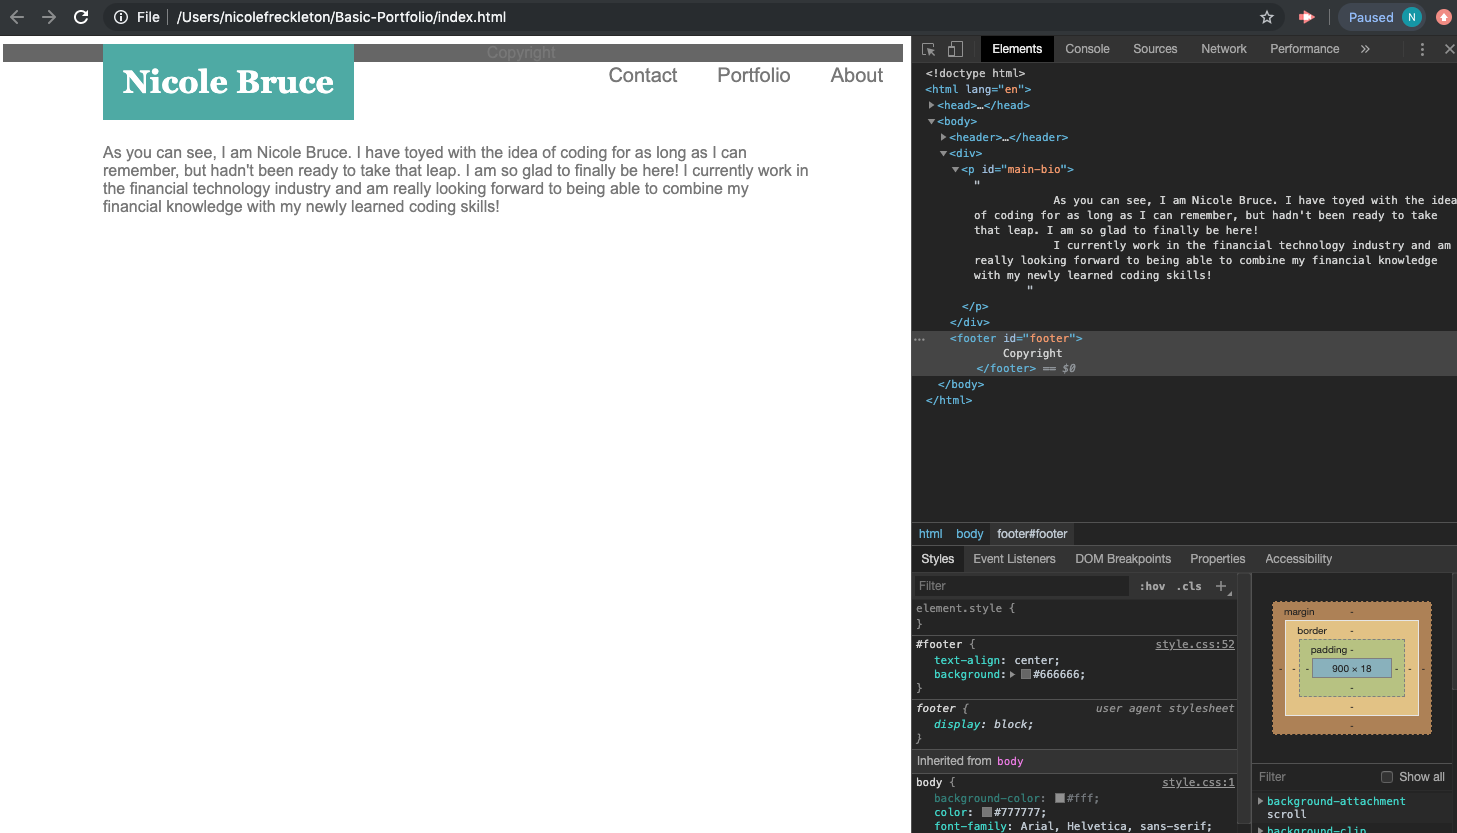 File /Users/nicolefreckleton/Basic-Portfolio/index.html Paused N
Copyright
Nicole Bruce
Contact Portfolio About
As you can see, I am Nicole Bruce. I have toyed with the idea of coding for as long as I can
remember, but hadn't been ready to take that leap. I am so glad to finally be here! I currently work in
the financial technology industry and am really looking forward to being able to combine my
financial knowledge with my newly learned coding skills!
Elements Console Sources Network Performance »
<!doctype html>
<html lang="en">
<head>…</head>
<body>
<header>…</header>
<div>
<p id="main-bio">
"
As you can see, I am Nicole Bruce. I have toyed with the idea
of coding for as long as I can remember, but hadn't been ready to take
that leap. I am so glad to finally be here!
I currently work in the financial technology industry and am
really looking forward to being able to combine my financial knowledge
with my newly learned coding skills!
"
</p>
</div>
… <footer id="footer">
Copyright
</footer> == $0
</body>
</html>
html body footer#footer
Styles Event Listeners DOM Breakpoints Properties Accessibility
Filter :hov .cls +
element.style {
}
#footer { style.css:52
text-align: center;
background: #666666;
}
footer { user agent stylesheet
display: block;
}
Inherited from body
body { style.css:1
background-color: #fff;
color: #777777;
font-family: Arial, Helvetica, sans-serif;
margin -
border -
padding -
- - - 900 × 18 - - -
-
-
-
Filter Show all
background-attachment
scroll
background-clip